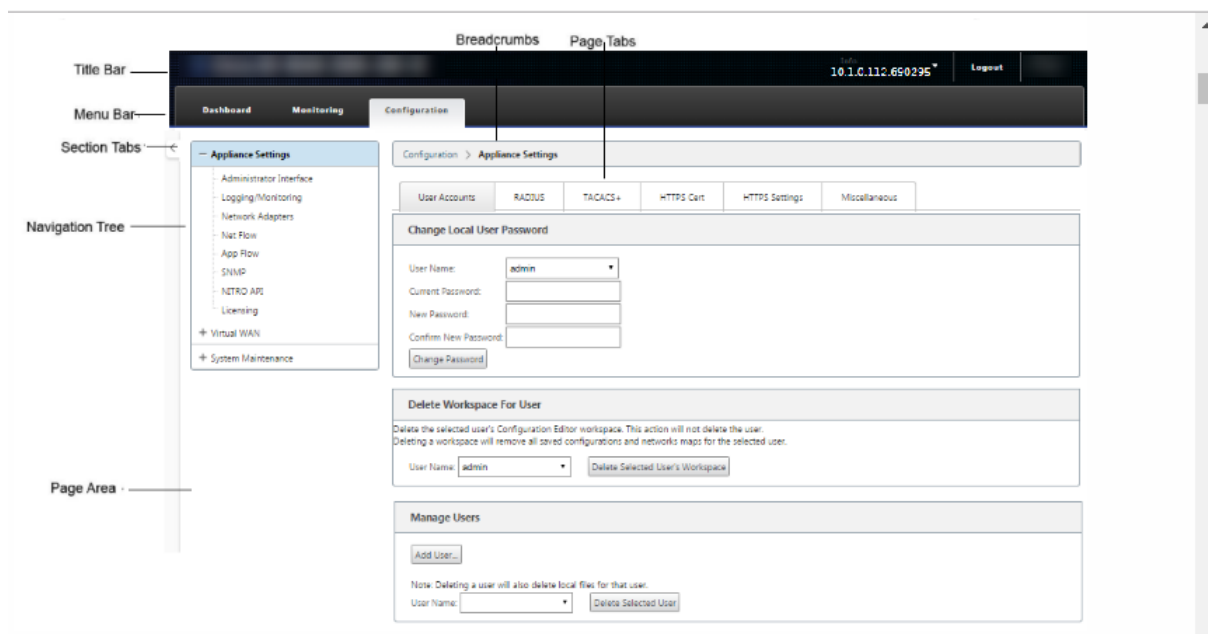 Breadcrumbs Page Tabs
Title Bar
10.1.0.112.690295
Logout
Menu Bar
Dashboard Monitoring Configuration
Section Tabs
Navigation Tree
Page Area
− Appliance Settings
Administrator Interface
Logging/Monitoring
Network Adapters
Net Flow
App Flow
SNMP
NITRO API
Licensing
+ Virtual WAN
+ System Maintenance
Configuration > Appliance Settings
User Accounts RADIUS TACACS+ HTTPS Cert HTTPS Settings Miscellaneous
Change Local User Password
User Name: admin
Current Password:
New Password:
Confirm New Password:
Change Password
Delete Workspace For User
Delete the selected user's Configuration Editor workspace. This action will not delete the user.
Deleting a workspace will remove all saved configurations and networks maps for the selected user.
User Name: admin Delete Selected User's Workspace
Manage Users
Add User...
Note: Deleting a user will also delete local files for that user.
User Name: Delete Selected User